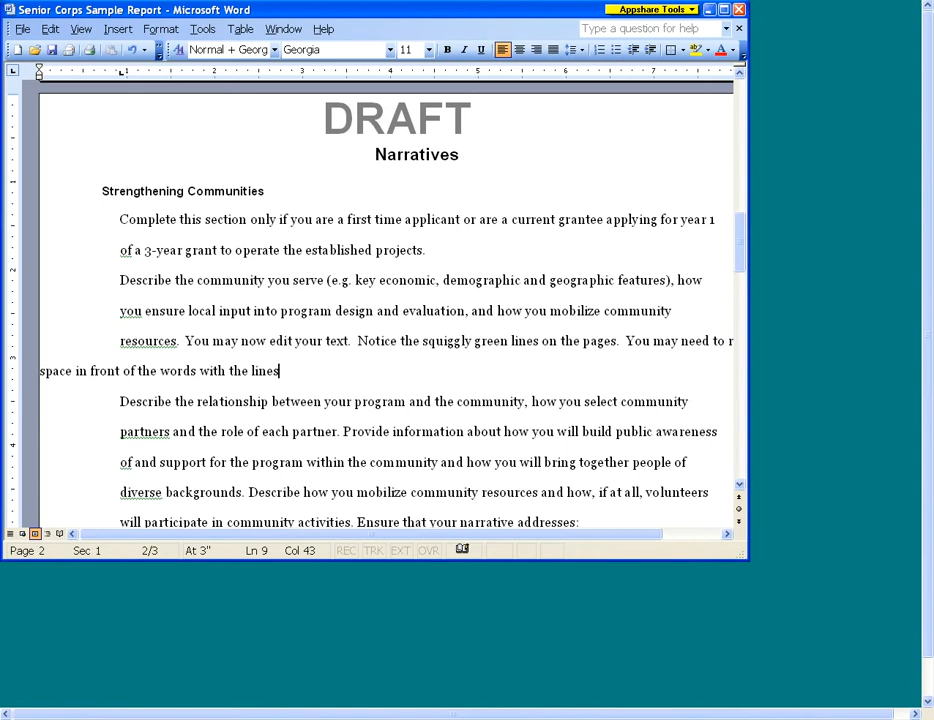 Senior Corps Sample Report - Microsoft Word
Appshare Tools
File Edit View Insert Format Tools Table Window Help
Type a question for help
Normal + Georg Georgia 11 B I U
1 2 3 4 5 6 7
DRAFT
Narratives
Strengthening Communities
Complete this section only if you are a first time applicant or are a current grantee applying for year 1
of a 3-year grant to operate the established projects.
Describe the community you serve (e.g. key economic, demographic and geographic features), how
you ensure local input into program design and evaluation, and how you mobilize community
resources.  You may now edit your text.  Notice the squiggly green lines on the pages.  You may need to r
space in front of the words with the lines
Describe the relationship between your program and the community, how you select community
partners and the role of each partner. Provide information about how you will build public awareness
of and support for the program within the community and how you will bring together people of
diverse backgrounds. Describe how you mobilize community resources and how, if at all, volunteers
will participate in community activities. Ensure that your narrative addresses:
Page 2 Sec 1 2/3 At 3" Ln 9 Col 43 REC TRK EXT OVR